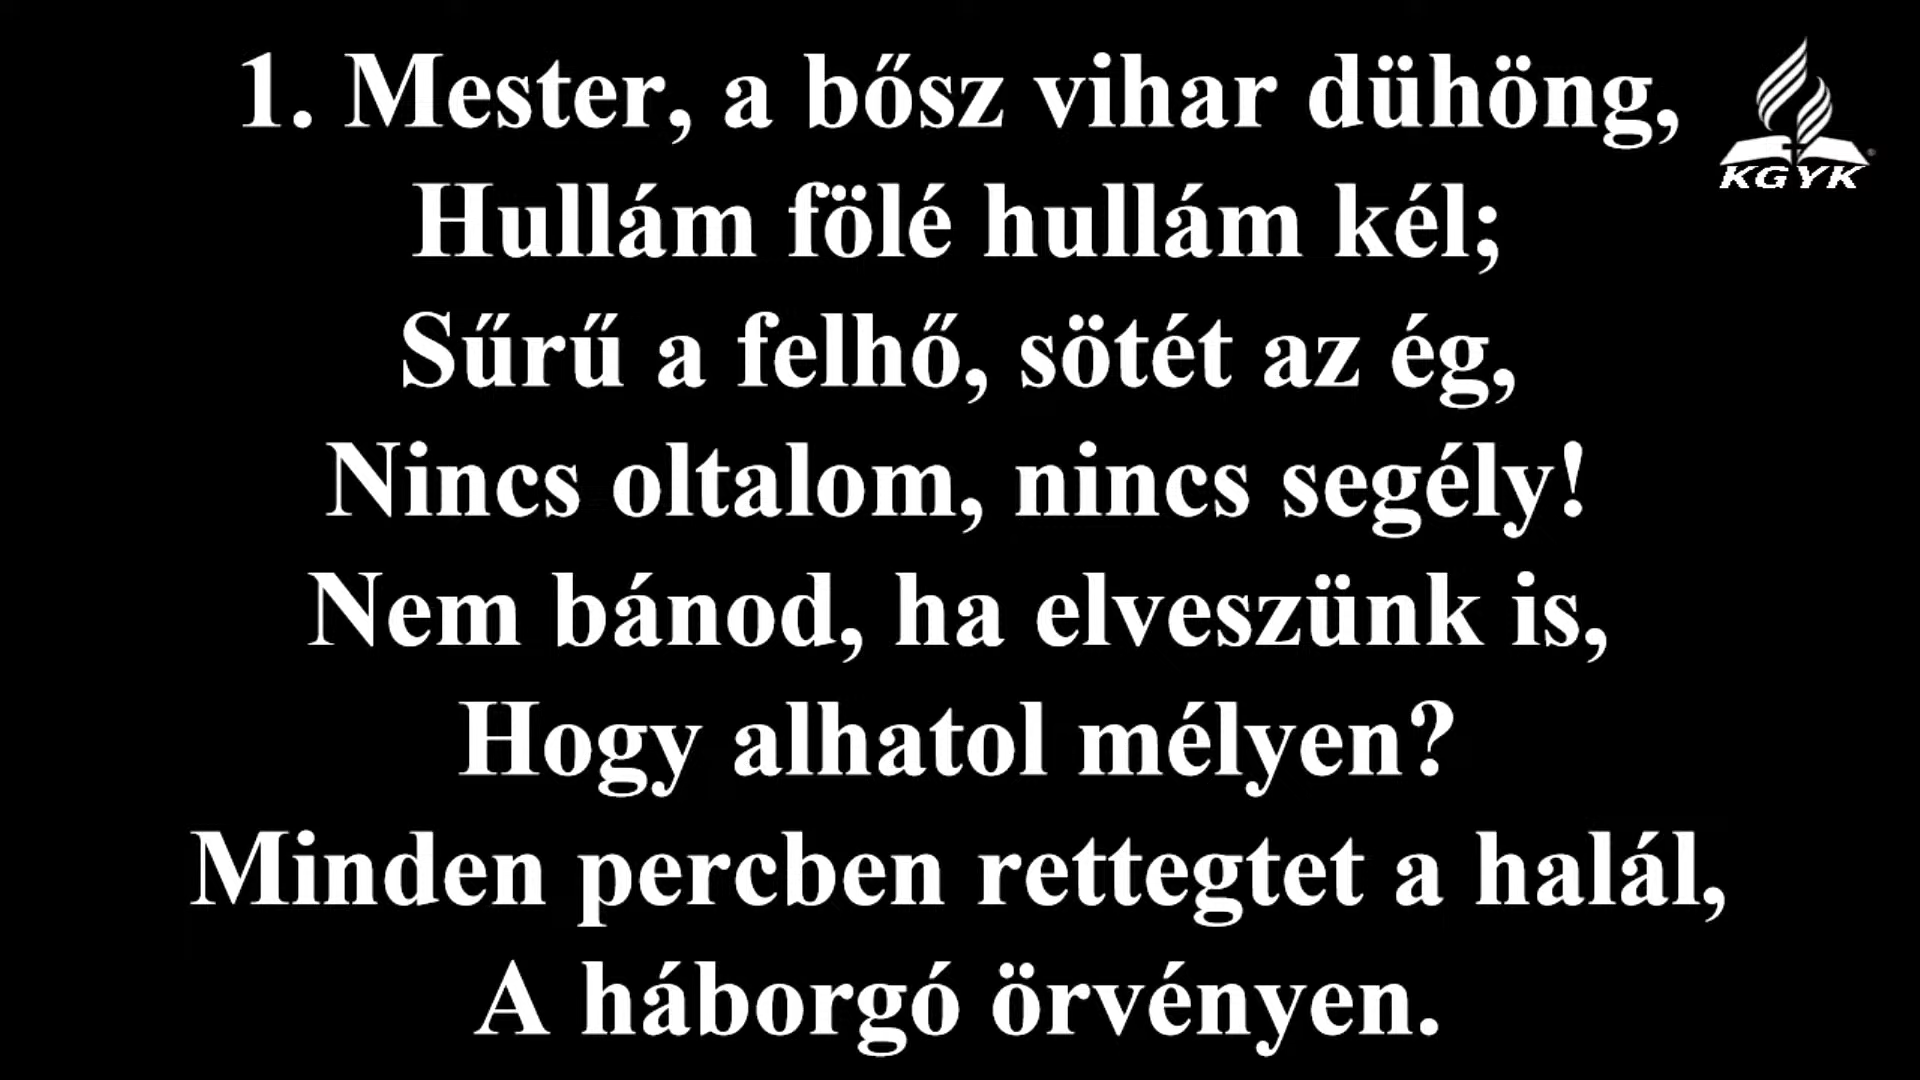 1. Mester, a bősz vihar dühöng,
Hullám fölé hullám kél;
Sűrű a felhő, sötét az ég,
Nincs oltalom, nincs segély!
Nem bánod, ha elveszünk is,
Hogy alhatol mélyen?
Minden percben rettegtet a halál,
A háborgó örvényen.
KGYK